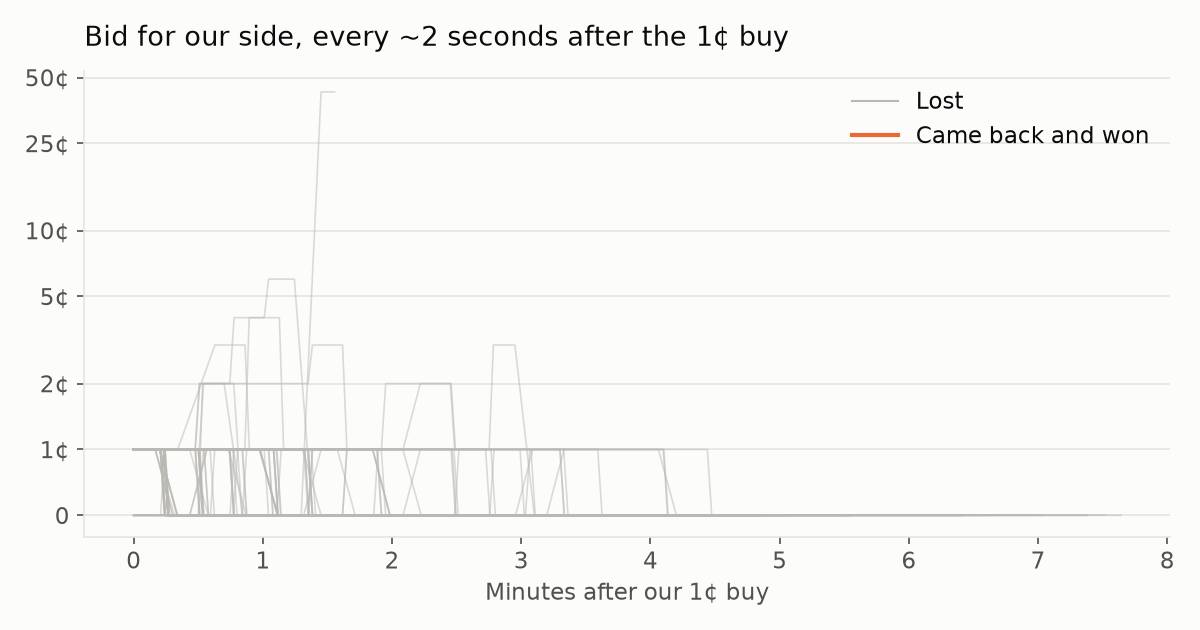 Bid for our side, every ~2 seconds after the 1¢ buy
50¢
25¢
10¢
5¢
2¢
1¢
0
Lost
Came back and won
0 1 2 3 4 5 6 7 8
Minutes after our 1¢ buy